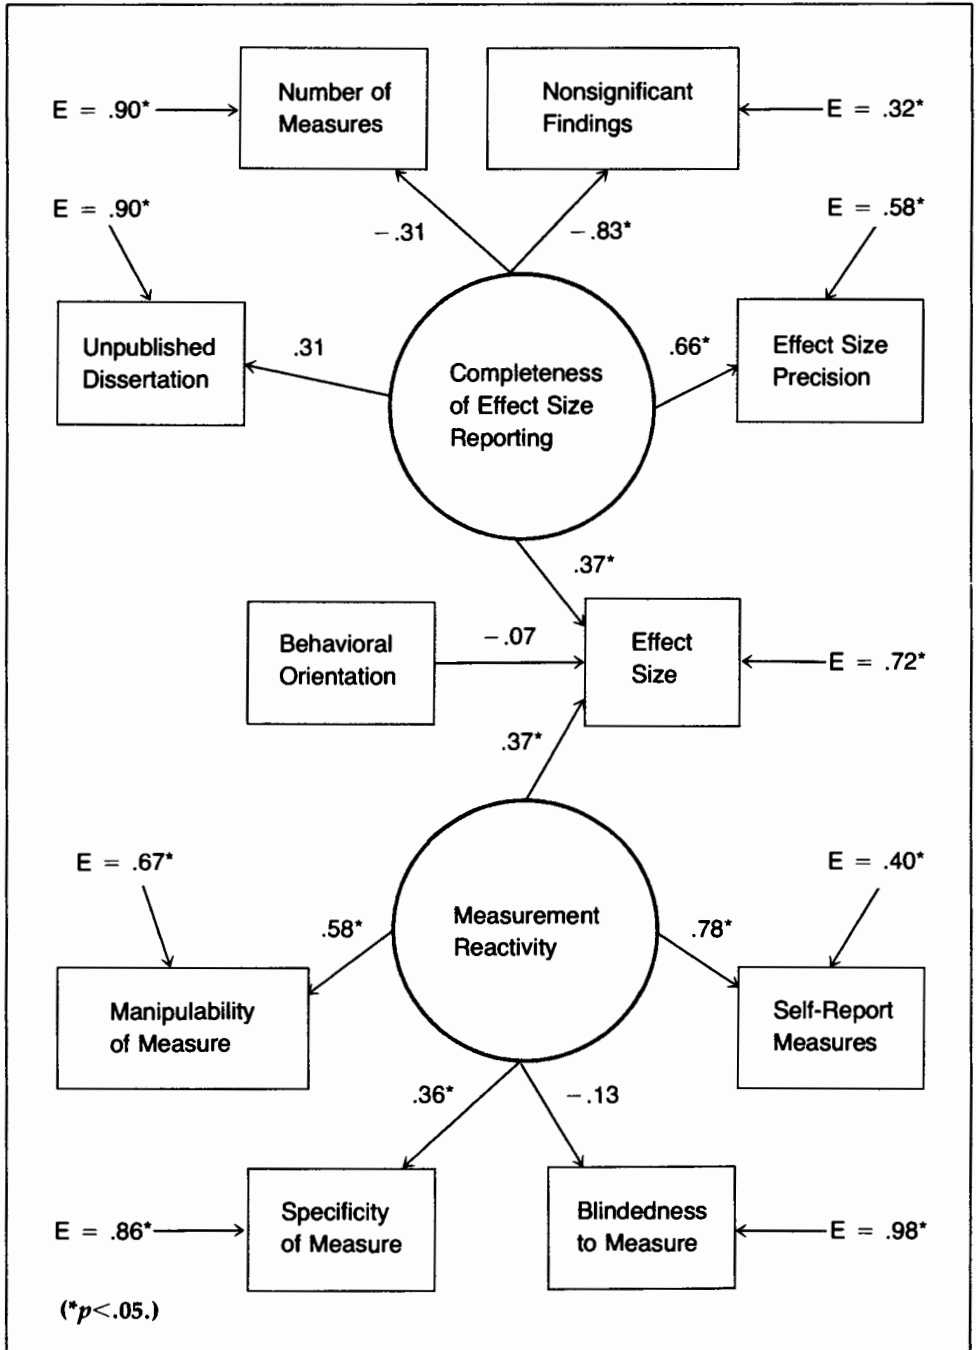 Number of
Measures
Nonsignificant
Findings
E = .90*
E = .32*
E = .90*
E = .58*
−.31
−.83*
Unpublished
Dissertation
.31
Completeness
of Effect Size
Reporting
.66*
Effect Size
Precision
.37*
Behavioral
Orientation
−.07
Effect
Size
E = .72*
.37*
E = .67*
E = .40*
.58*
Measurement
Reactivity
.78*
Manipulability
of Measure
Self-Report
Measures
.36*
−.13
E = .86*
Specificity
of Measure
Blindedness
to Measure
E = .98*
(*p<.05.)